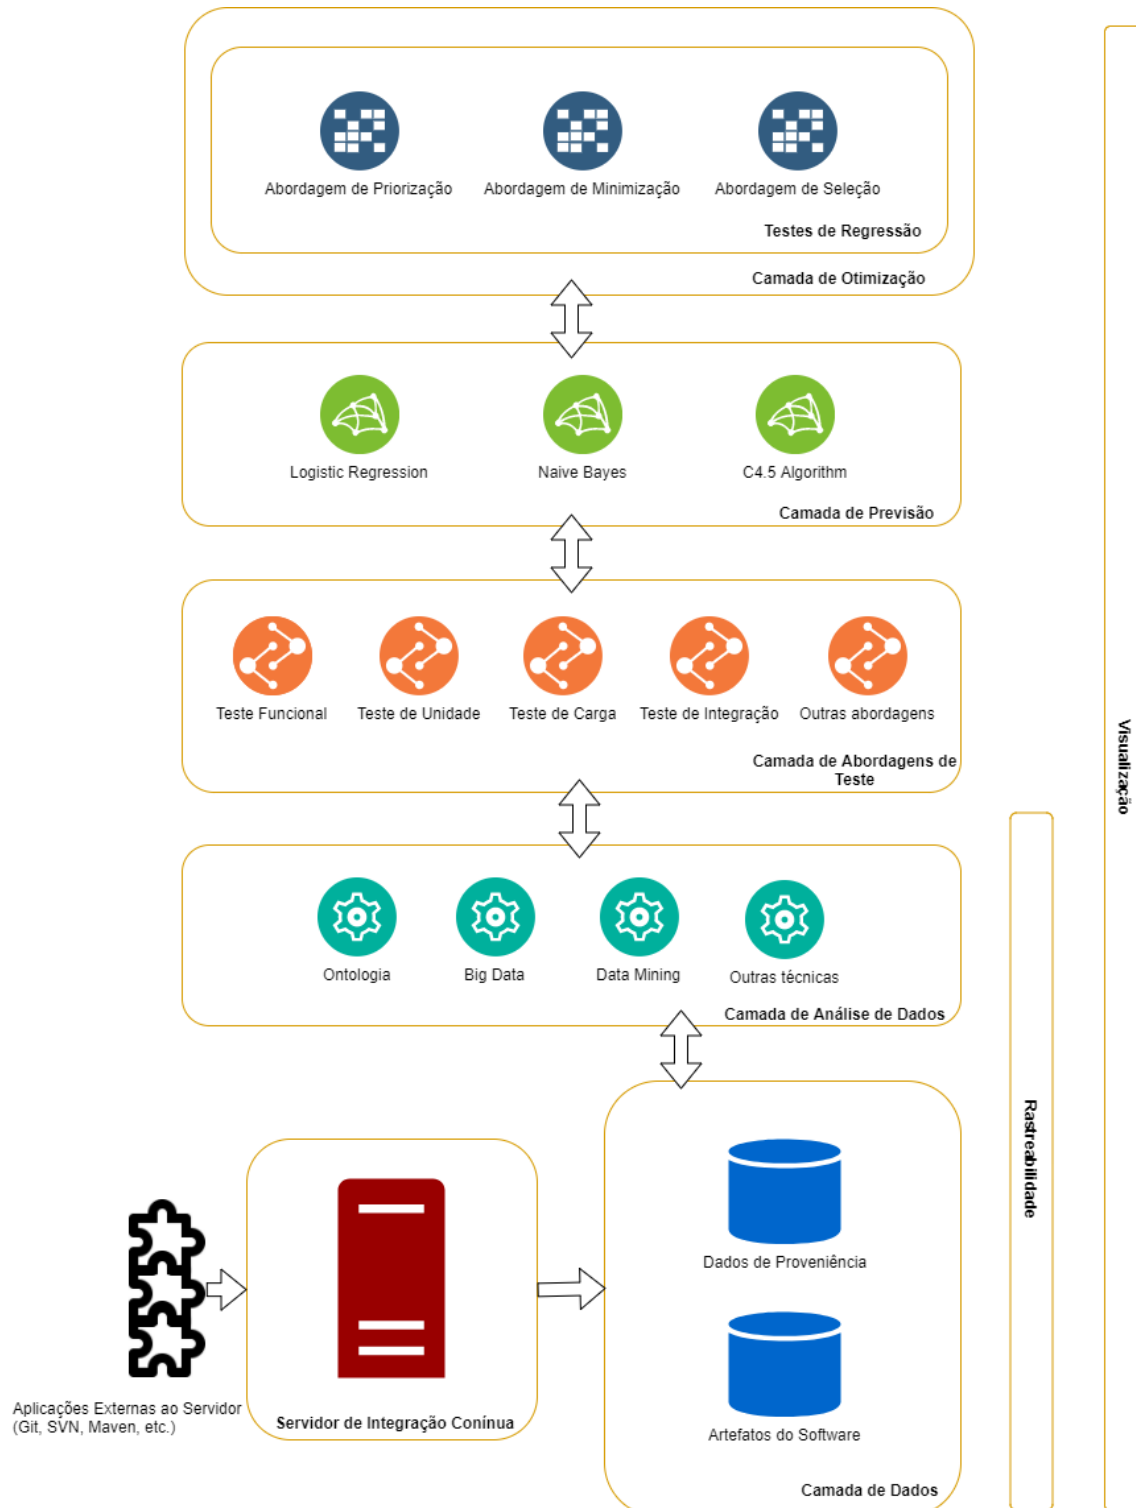 Abordagem de Priorização
Abordagem de Minimização
Abordagem de Seleção
Testes de Regressão
Camada de Otimização
Logistic Regression
Naive Bayes
C4.5 Algorithm
Camada de Previsão
Teste Funcional
Teste de Unidade
Teste de Carga
Teste de Integração
Outras abordagens
Camada de Abordagens de
Teste
Visualização
Ontologia
Big Data
Data Mining
Outras técnicas
Camada de Análise de Dados
Rastreabilidade
Dados de Proveniência
Aplicações Externas ao Servidor
(Git, SVN, Maven, etc.)
Servidor de Integração Conínua
Artefatos do Software
Camada de Dados